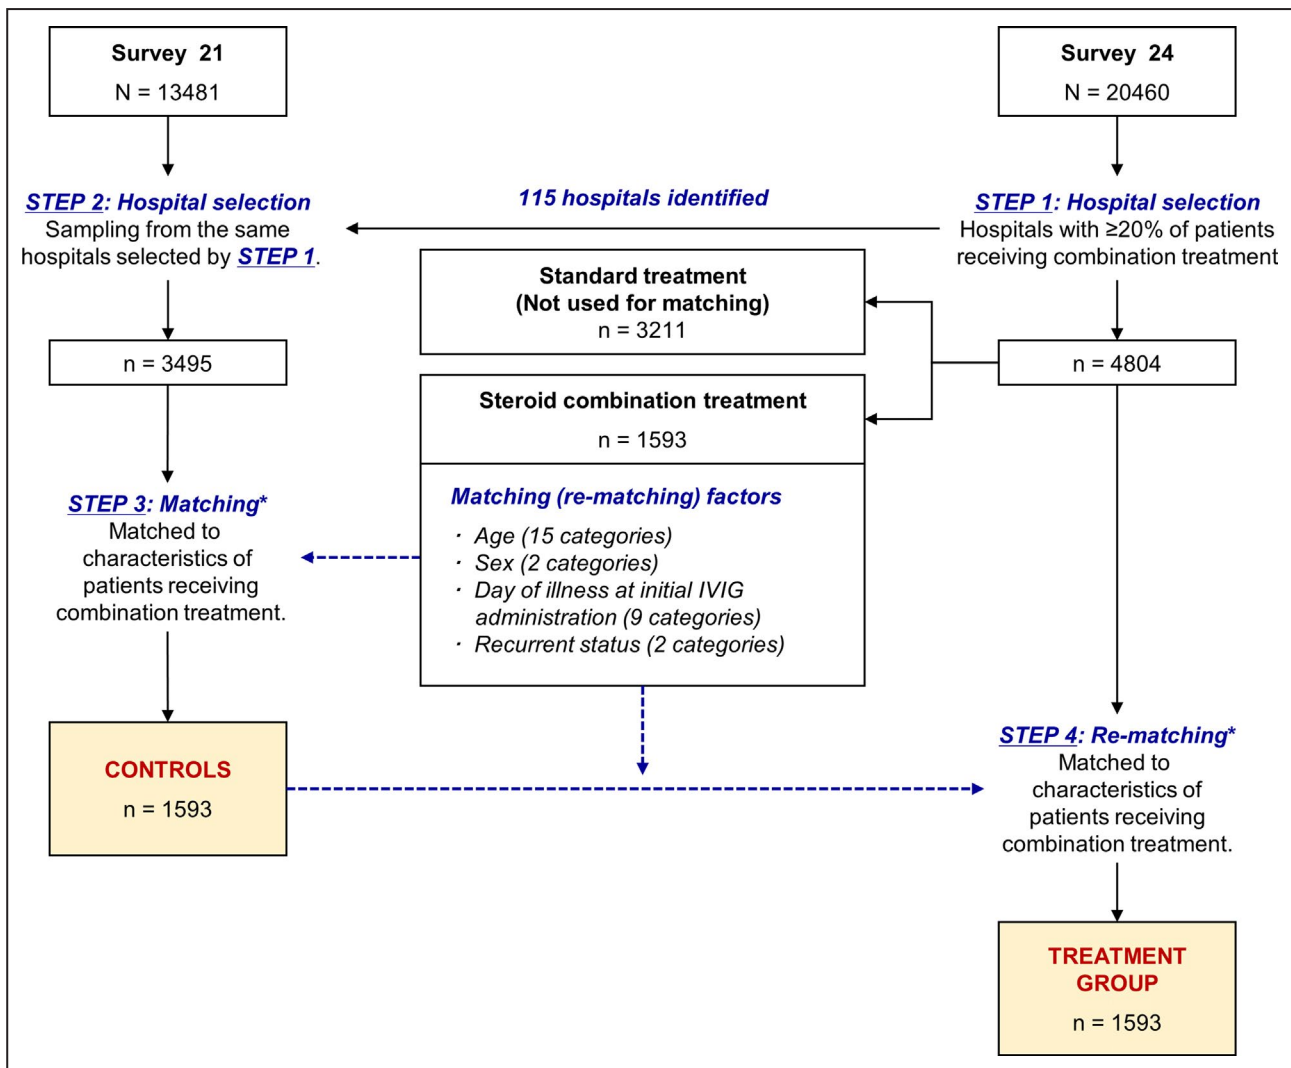 Survey 21
N = 13481
Survey 24
N = 20460
STEP 2: Hospital selection
Sampling from the same
hospitals selected by STEP 1.
115 hospitals identified
STEP 1: Hospital selection
Hospitals with ≥20% of patients
receiving combination treatment
Standard treatment
(Not used for matching)
n = 3211
n = 3495
n = 4804
Steroid combination treatment
n = 1593
Matching (re-matching) factors
· Age (15 categories)
· Sex (2 categories)
· Day of illness at initial IVIG
administration (9 categories)
· Recurrent status (2 categories)
STEP 3: Matching*
Matched to
characteristics of
patients receiving
combination treatment.
CONTROLS
n = 1593
STEP 4: Re-matching*
Matched to
characteristics of
patients receiving
combination treatment.
TREATMENT
GROUP
n = 1593